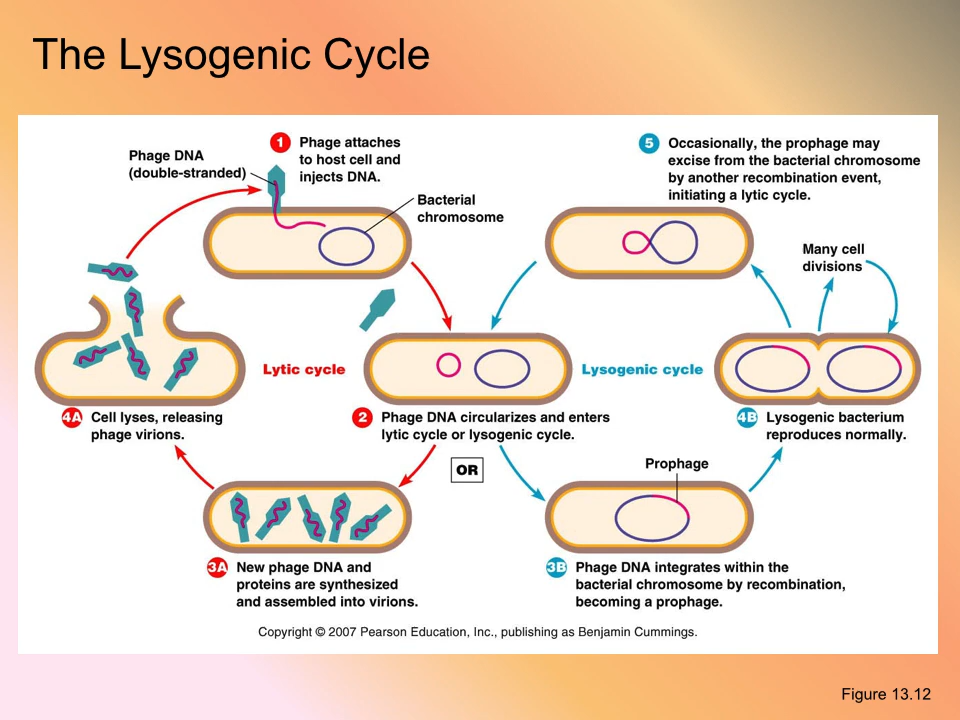 The Lysogenic Cycle
1
Phage attaches
to host cell and
injects DNA.
Phage DNA
(double-stranded)
Bacterial
chromosome
5
Occasionally, the prophage may
excise from the bacterial chromosome
by another recombination event,
initiating a lytic cycle.
Many cell
divisions
Lytic cycle
Lysogenic cycle
4A
Cell lyses, releasing
phage virions.
2
Phage DNA circularizes and enters
lytic cycle or lysogenic cycle.
4B
Lysogenic bacterium
reproduces normally.
OR
Prophage
3A
New phage DNA and
proteins are synthesized
and assembled into virions.
3B
Phage DNA integrates within the
bacterial chromosome by recombination,
becoming a prophage.
Copyright © 2007 Pearson Education, Inc., publishing as Benjamin Cummings.
Figure 13.12